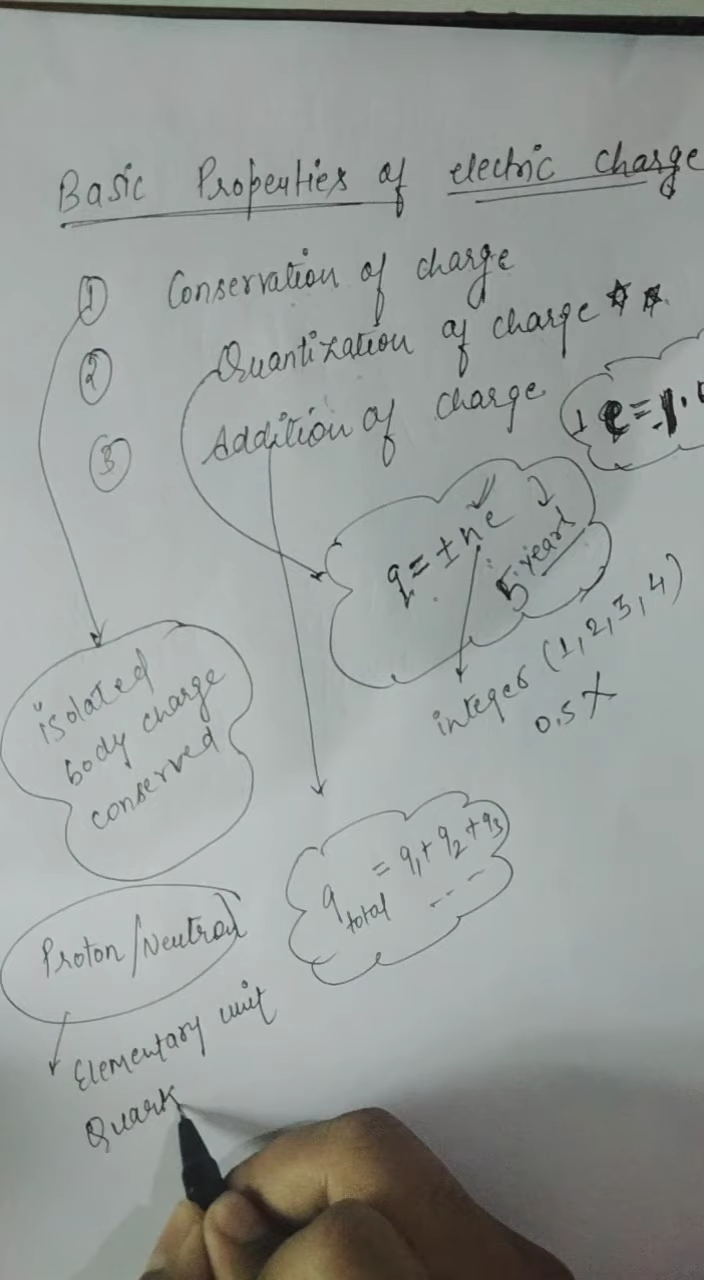 Basic Properties of electric charge
① Conservation of charge
② Quantization of charge ☆ ☆
③ Addition of charge
e = 1.
q = ± n e
5 years
integer (1, 2, 3, 4)
0.5 X
isolated
body charge
conserved
q total = q1 + q2 + q3
- - -
Proton / Neutron
Elementary unit
Quark